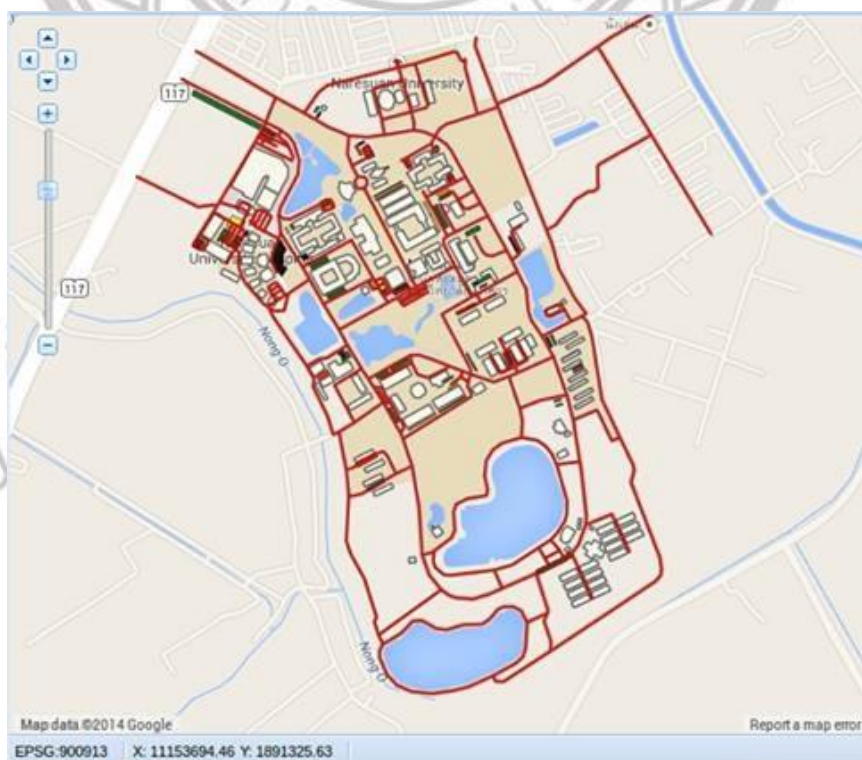 117
Naresuan University
117
Nong O
Nong O
Map data ©2014 Google
Report a map error
EPSG:900913 X: 11153694.46 Y: 1891325.63